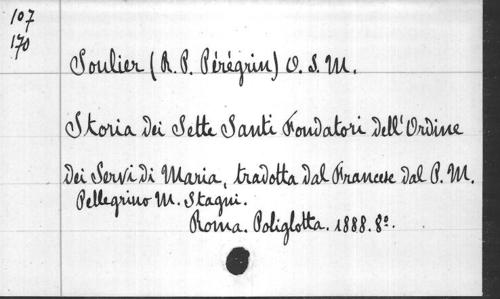 107
170
Soulier (R. P. Pérégrin) O. S. M.
Storia dei Sette Santi Fondatori dell'Ordine
dei Servi di Maria, tradotta dal Francese dal P. M.
Pellegrino M. Stagni.
Roma. Poliglotta. 1888. 8º.